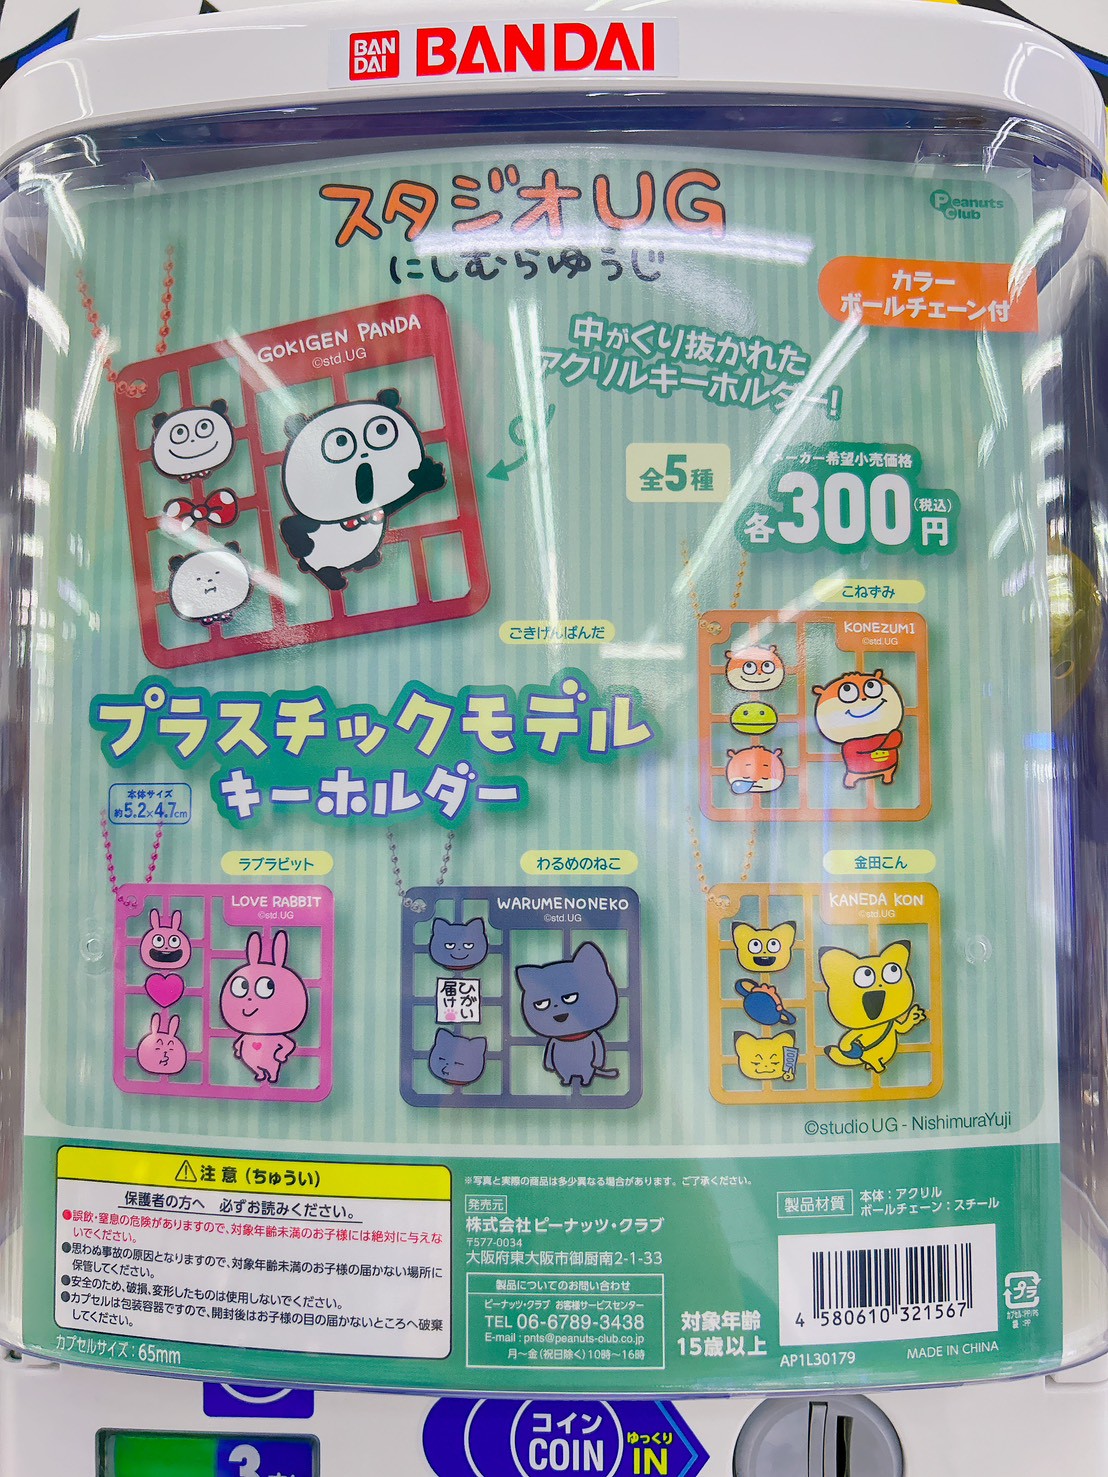 BAN
DAI
BANDAI
スタジオUG
にしむらゆうじ
Peanuts
Club
カラー
ボールチェーン付
GOKIGEN PANDA
©std.UG
中がくり抜かれた
アクリルキーホルダー!
全5種
メーカー希望小売価格
各300円
(税込)
ごきげんぱんだ
こねずみ
KONEZUMI
©std.UG
プラスチックモデル
キーホルダー
本体サイズ
約5.2×4.7cm
ラブラビット
LOVE RABBIT
©std.UG
わるめのねこ
WARUMENONEKO
©std.UG
ひがい
届け
金田こん
KANEDA KON
©std.UG
©studio UG - NishimuraYuji
注意(ちゅうい)
保護者の方へ 必ずお読みください。
●誤飲・窒息の危険がありますので、対象年齢未満のお子様には絶対に与えな
いでください。
●思わぬ事故の原因となりますので、対象年齢未満のお子様の届かない場所に
保管してください。
●安全のため、破損、変形したものは使用しないでください。
●カプセルは包装容器ですので、開封後はお子様の目の届かないところへ破棄
してください。
カプセルサイズ:65mm
※写真と実際の商品は多少異なる場合があります。ご了承ください。
発売元
株式会社ピーナッツ・クラブ
〒577-0034
大阪府東大阪市御厨南2-1-33
製品についてのお問い合わせ
ピーナッツ・クラブ お客様サービスセンター
TEL 06-6789-3438
E-mail : pnts@peanuts-club.co.jp
月〜金(祝日除く)10時〜16時
製品材質
本体:アクリル
ボールチェーン:スチール
対象年齢
15歳以上
4 580610 321567
AP1L30179
MADE IN CHINA
プラ
コイン
COIN
ゆっくり
IN
3